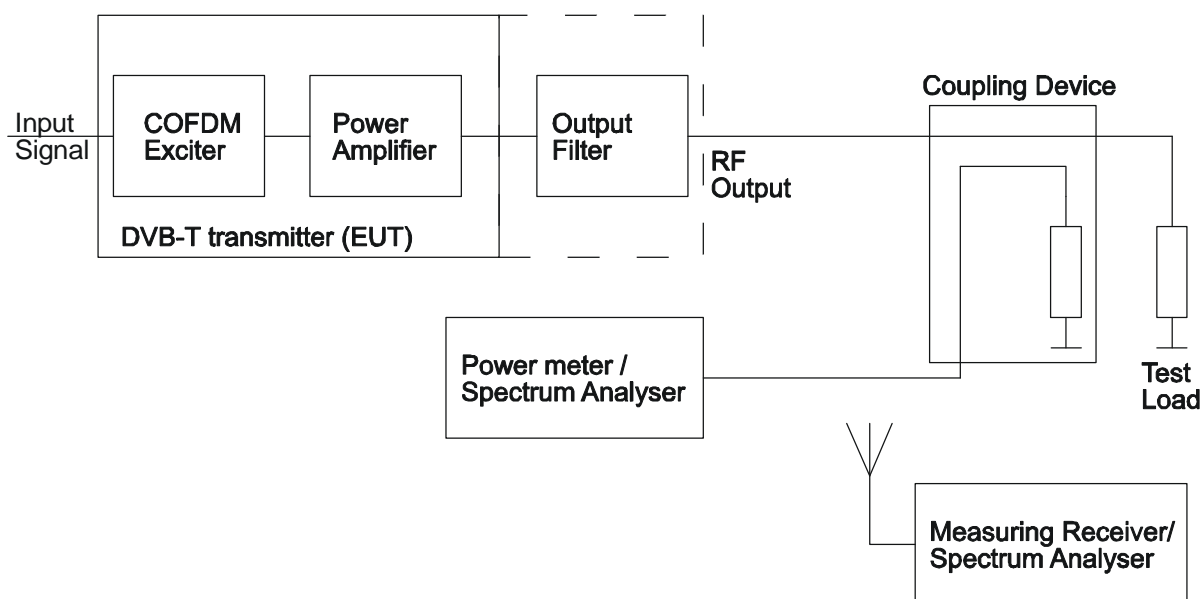 Input
Signal
COFDM
Exciter
Power
Amplifier
DVB-T transmitter (EUT)
Output
Filter
RF
Output
Coupling Device
Test
Load
Power meter /
Spectrum Analyser
Measuring Receiver/
Spectrum Analyser